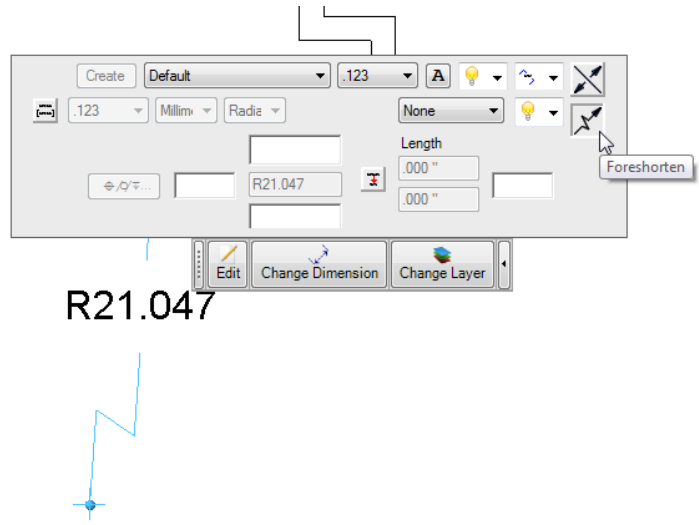 Create Default .123 A
.123 Millim Radia None
Length
.000 "
Foreshorten
R21.047
.000 "
Edit Change Dimension Change Layer
R21.047